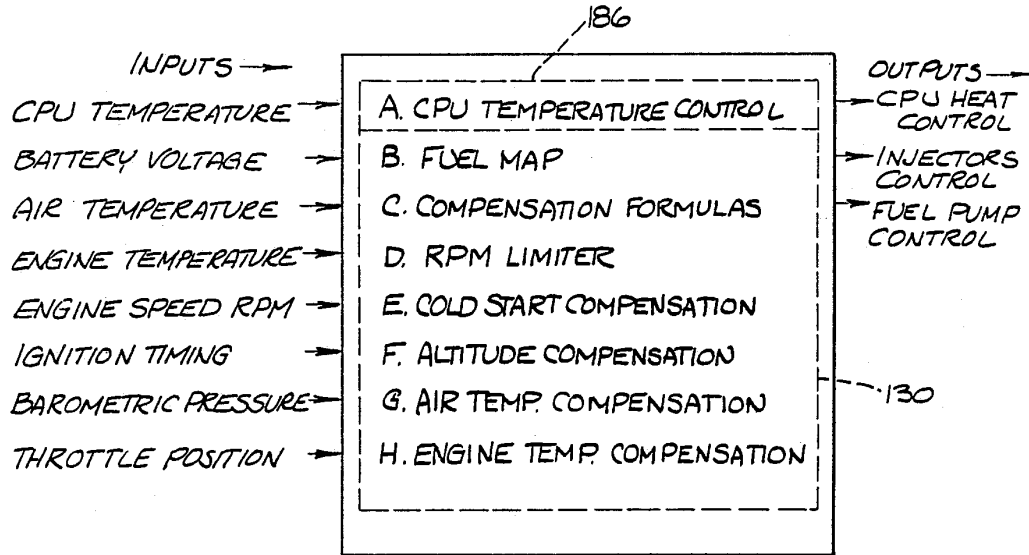 186
INPUTS
CPU TEMPERATURE
BATTERY VOLTAGE
AIR TEMPERATURE
ENGINE TEMPERATURE
ENGINE SPEED RPM
IGNITION TIMING
BAROMETRIC PRESSURE
THROTTLE POSITION
A. CPU TEMPERATURE CONTROL
B. FUEL MAP
C. COMPENSATION FORMULAS
D. RPM LIMITER
E. COLD START COMPENSATION
F. ALTITUDE COMPENSATION
G. AIR TEMP. COMPENSATION
H. ENGINE TEMP. COMPENSATION
OUTPUTS
CPU HEAT
CONTROL
INJECTORS
CONTROL
FUEL PUMP
CONTROL
130